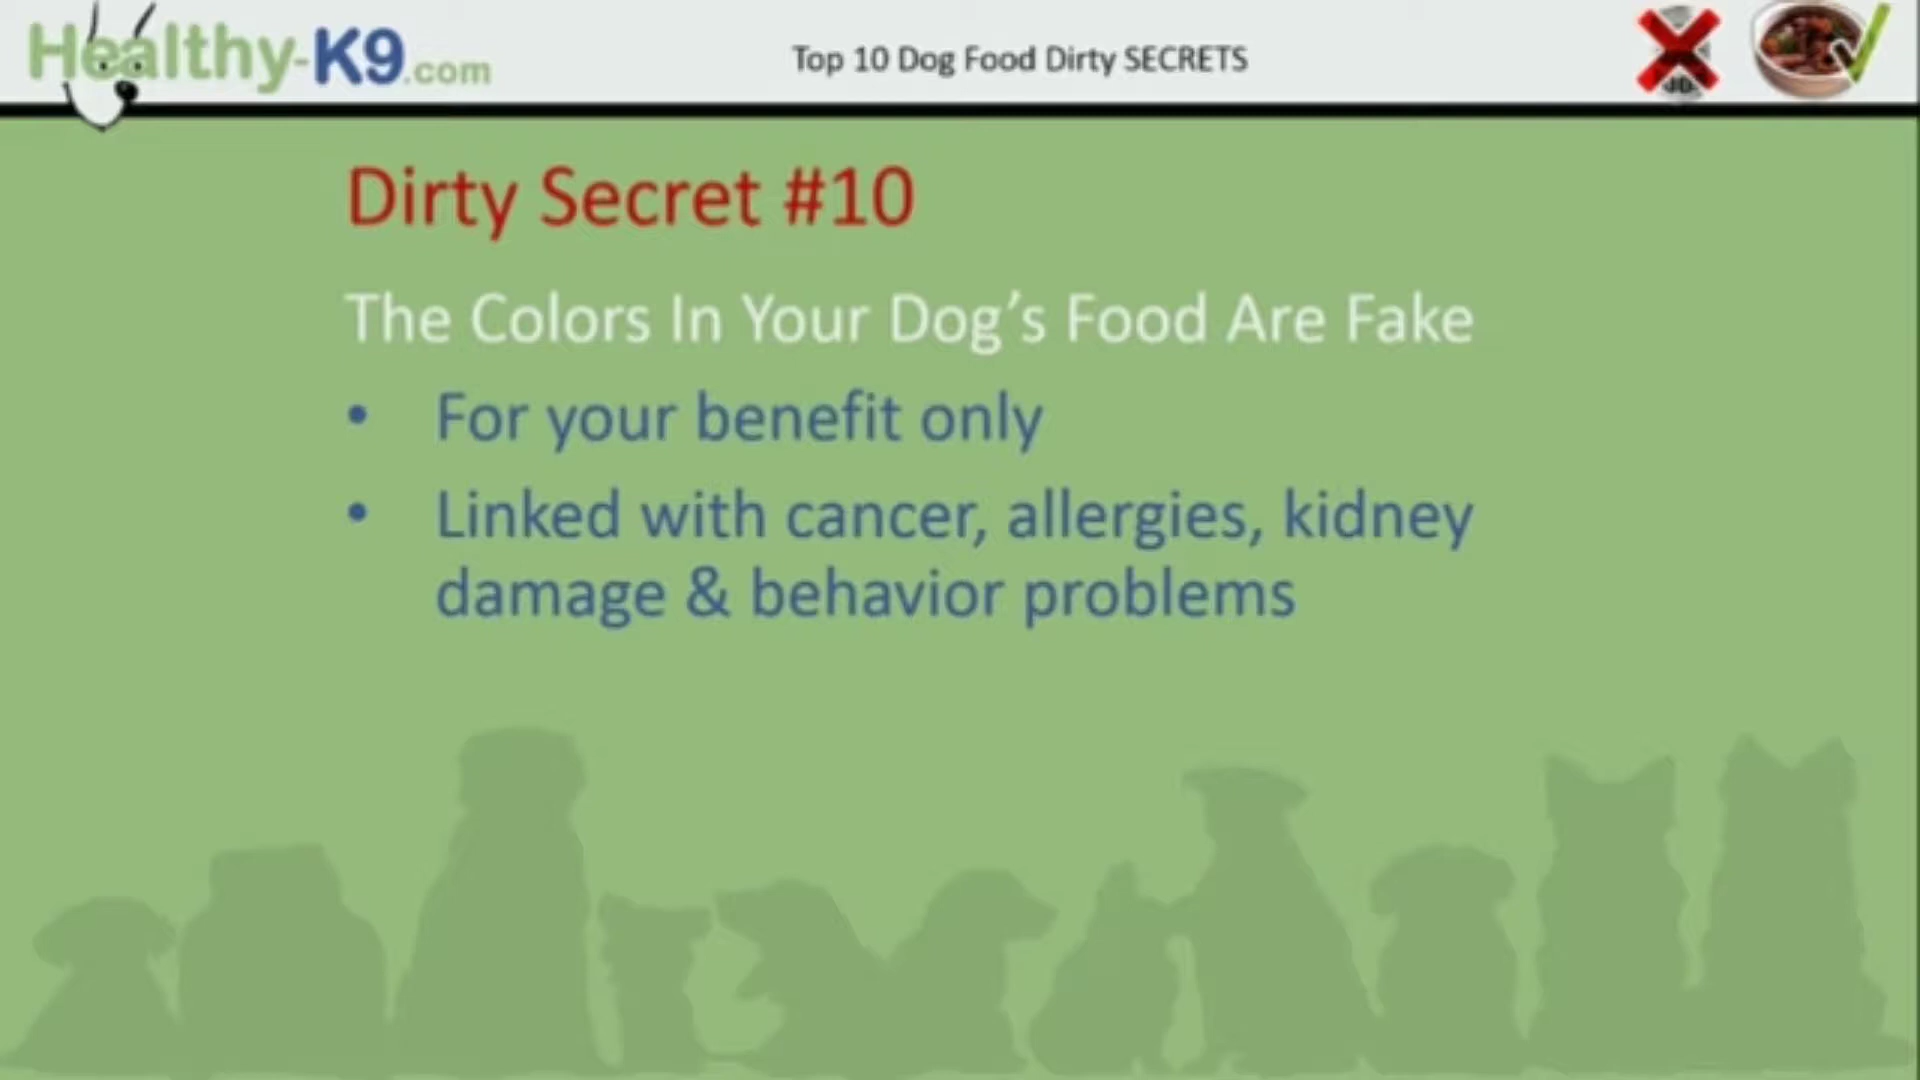 Healthy-K9.com
Top 10 Dog Food Dirty SECRETS
Dirty Secret #10
The Colors In Your Dog’s Food Are Fake
• For your benefit only
• Linked with cancer, allergies, kidney
damage & behavior problems